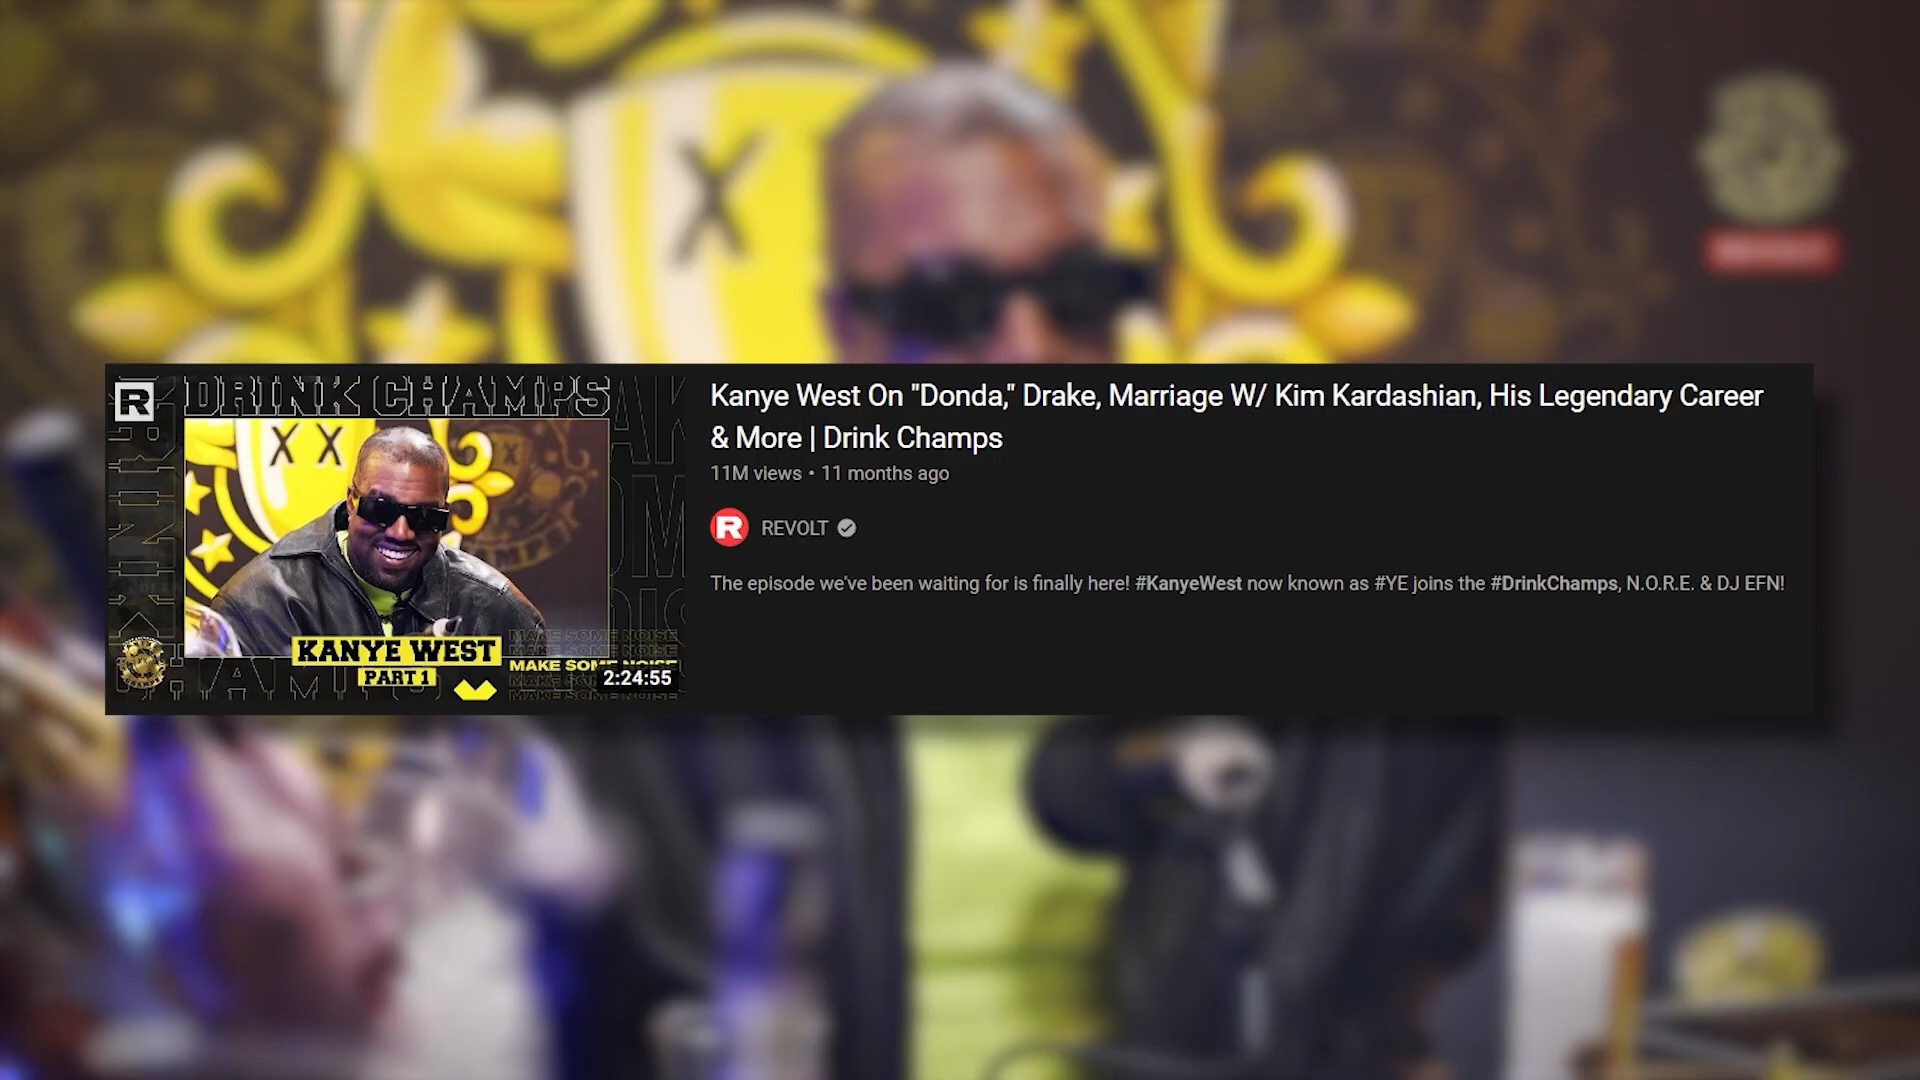 DRINK CHAMPS
KANYE WEST
PART 1
MAKE SOME NOISE
2:24:55
Kanye West On "Donda," Drake, Marriage W/ Kim Kardashian, His Legendary Career
& More | Drink Champs
11M views • 11 months ago
R REVOLT
The episode we've been waiting for is finally here! #KanyeWest now known as #YE joins the #DrinkChamps, N.O.R.E. & DJ EFN!